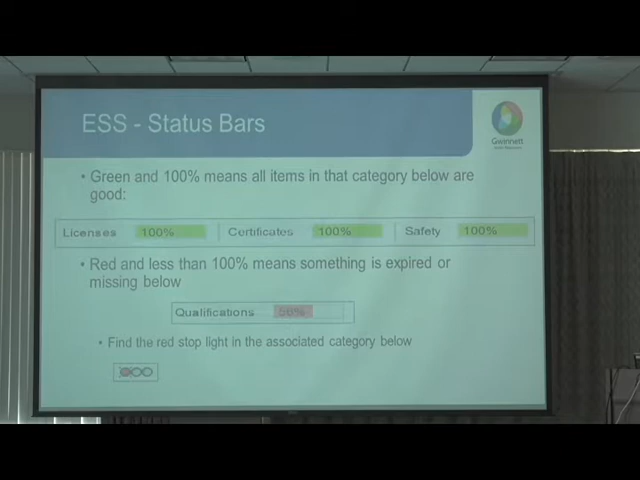 ESS - Status Bars
Gwinnett
• Green and 100% means all items in that category below are
good:
Licenses 100% Certificates 100% Safety 100%
• Red and less than 100% means something is expired or
missing below
Qualifications 56%
• Find the red stop light in the associated category below